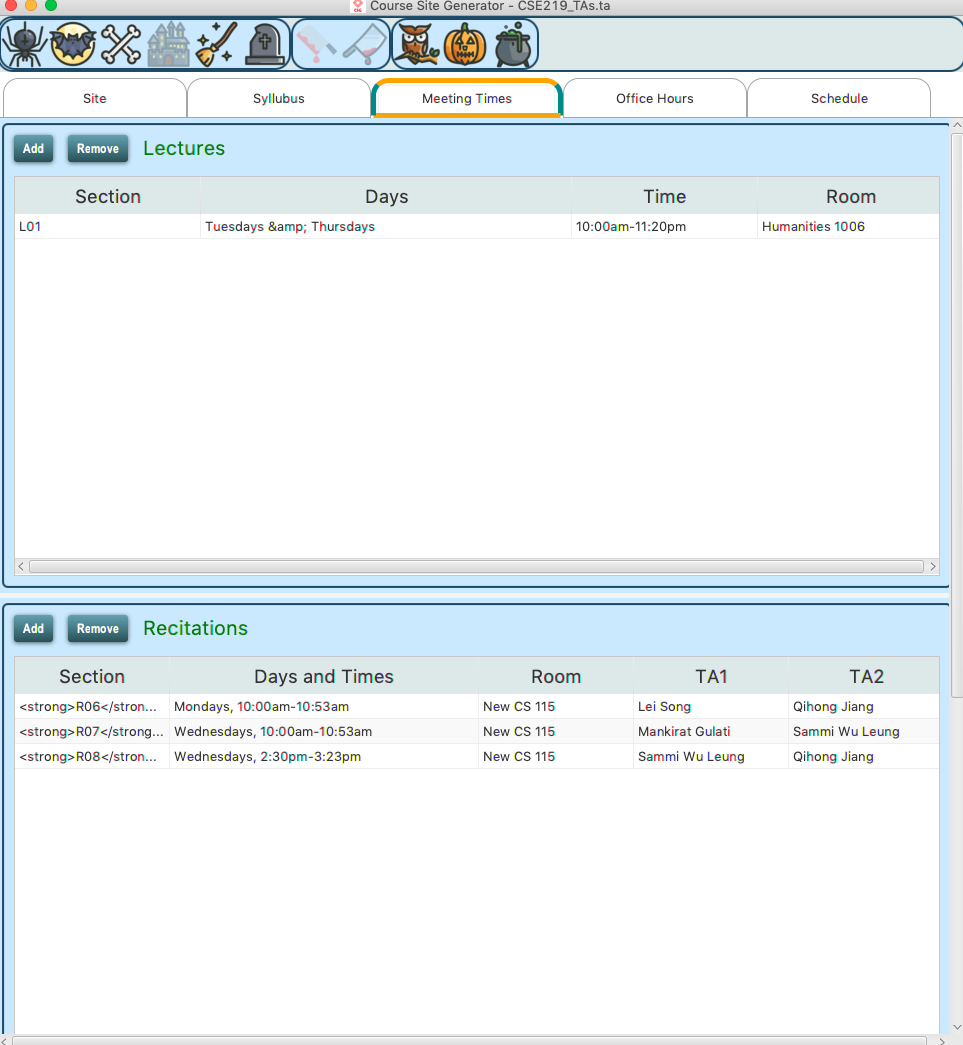 Course Site Generator - CSE219_TAs.ta
Site Syllabus Meeting Times Office Hours Schedule
Add Remove Lectures
Section Days Time Room
L01 Tuesdays &amp; Thursdays 10:00am-11:20pm Humanities 1006
Add Remove Recitations
Section Days and Times Room TA1 TA2
<strong>R06</stron... Mondays, 10:00am-10:53am New CS 115 Lei Song Qihong Jiang
<strong>R07</strong... Wednesdays, 10:00am-10:53am New CS 115 Mankirat Gulati Sammi Wu Leung
<strong>R08</stron... Wednesdays, 2:30pm-3:23pm New CS 115 Sammi Wu Leung Qihong Jiang